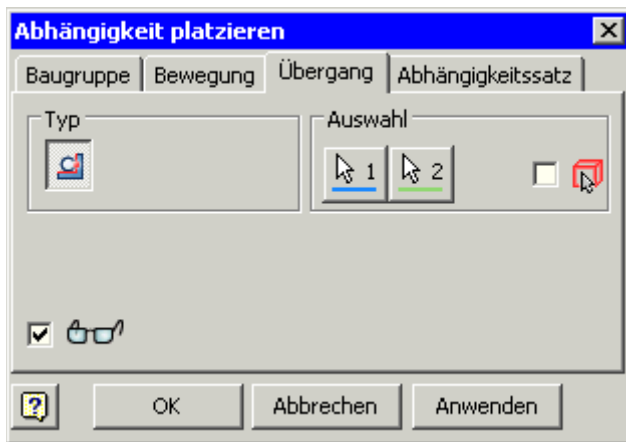 Abhängigkeit platzieren
Baugruppe Bewegung Übergang Abhängigkeitssatz
Typ Auswahl
1 2
? OK Abbrechen Anwenden